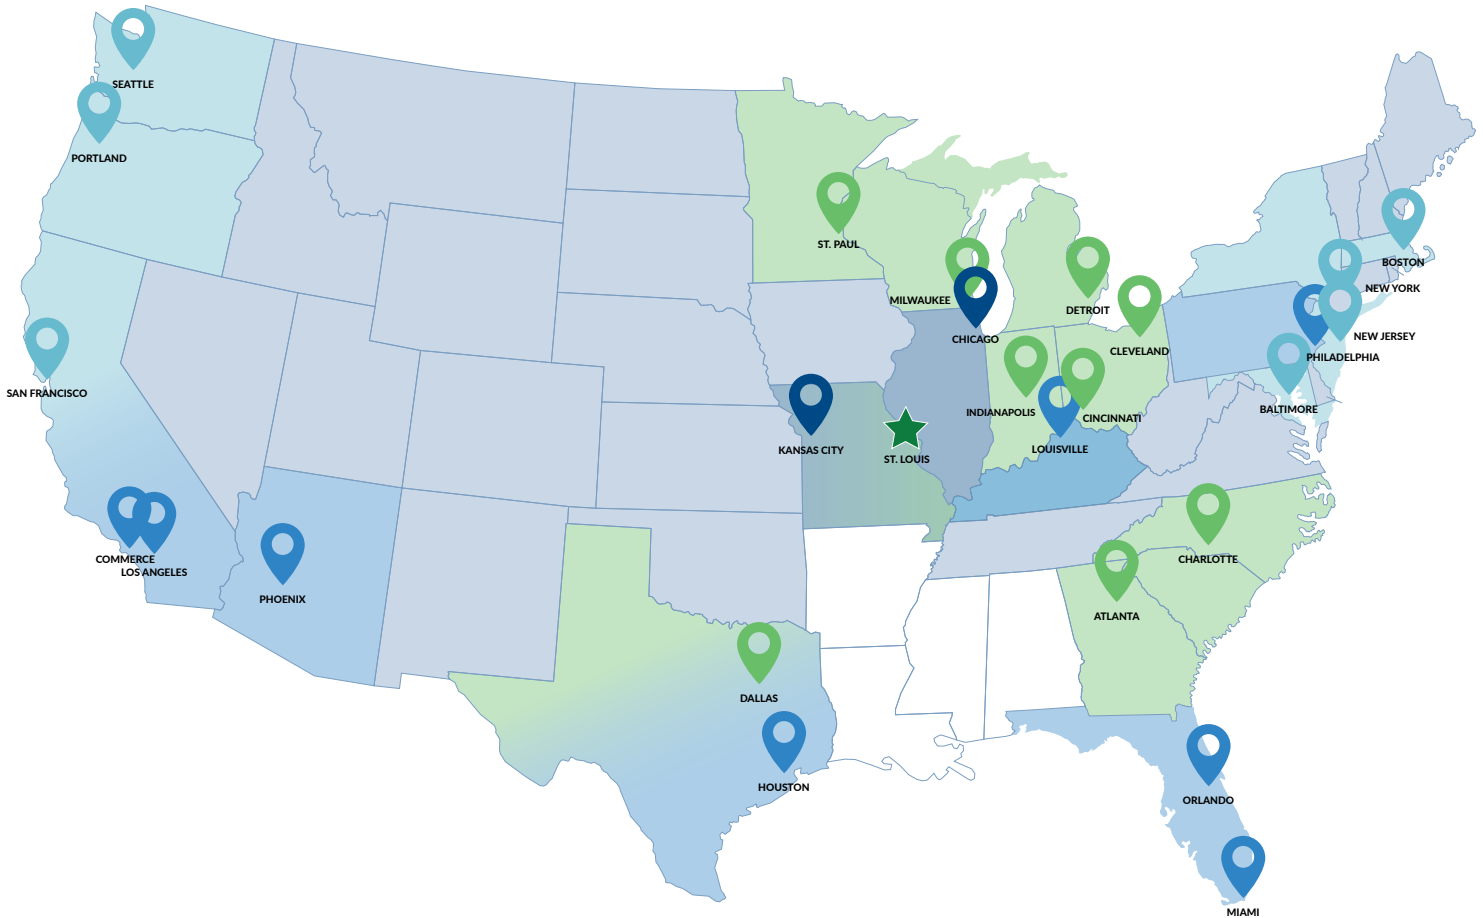 SEATTLE
PORTLAND
ST. PAUL
BOSTON
NEW YORK
MILWAUKEE
DETROIT
NEW JERSEY
CHICAGO
CLEVELAND
PHILADELPHIA
SAN FRANCISCO
BALTIMORE
INDIANAPOLIS
CINCINNATI
KANSAS CITY
LOUISVILLE
ST. LOUIS
COMMERCE
LOS ANGELES
CHARLOTTE
PHOENIX
ATLANTA
DALLAS
HOUSTON
ORLANDO
MIAMI